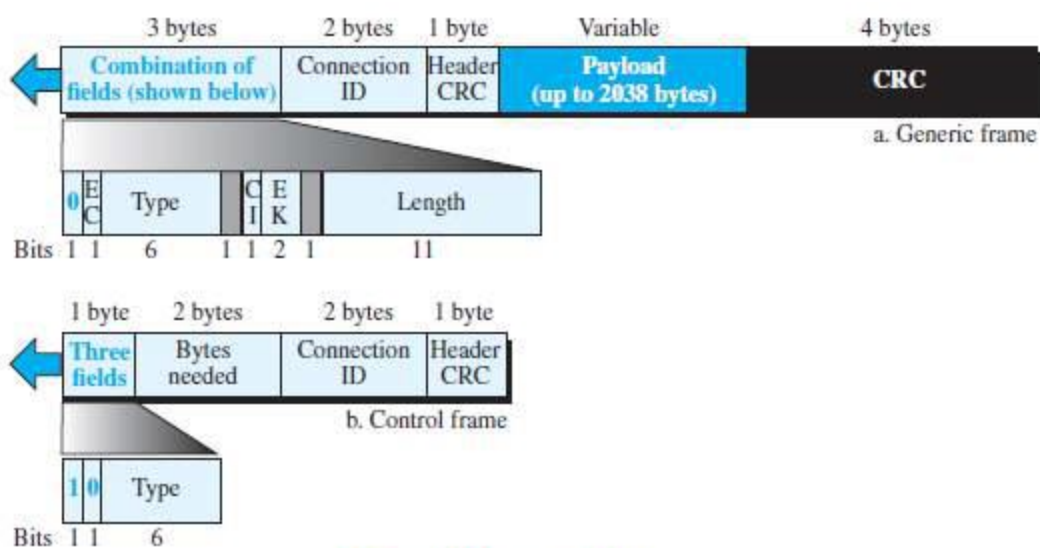 3 bytes 2 bytes 1 byte Variable 4 bytes
Combination of fields (shown below) Connection ID Header CRC Payload (up to 2038 bytes) CRC
a. Generic frame
0 EC Type CI EK Length
Bits 1 1 6 1 1 2 1 11
1 byte 2 bytes 2 bytes 1 byte
Three fields Bytes needed Connection ID Header CRC
b. Control frame
1 0 Type
Bits 1 1 6